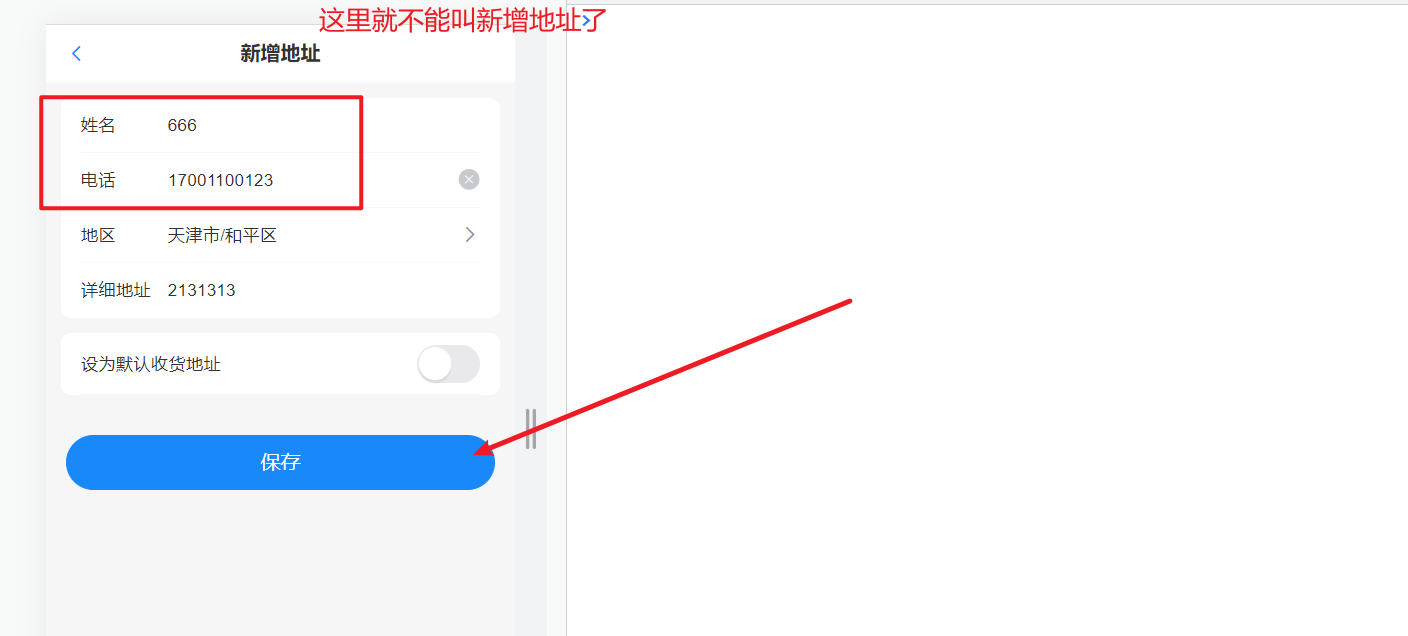 这里就不能叫新增地址了
新增地址
姓名 666
电话 17001100123
地区 天津市/和平区
详细地址 2131313
设为默认收货地址
保存